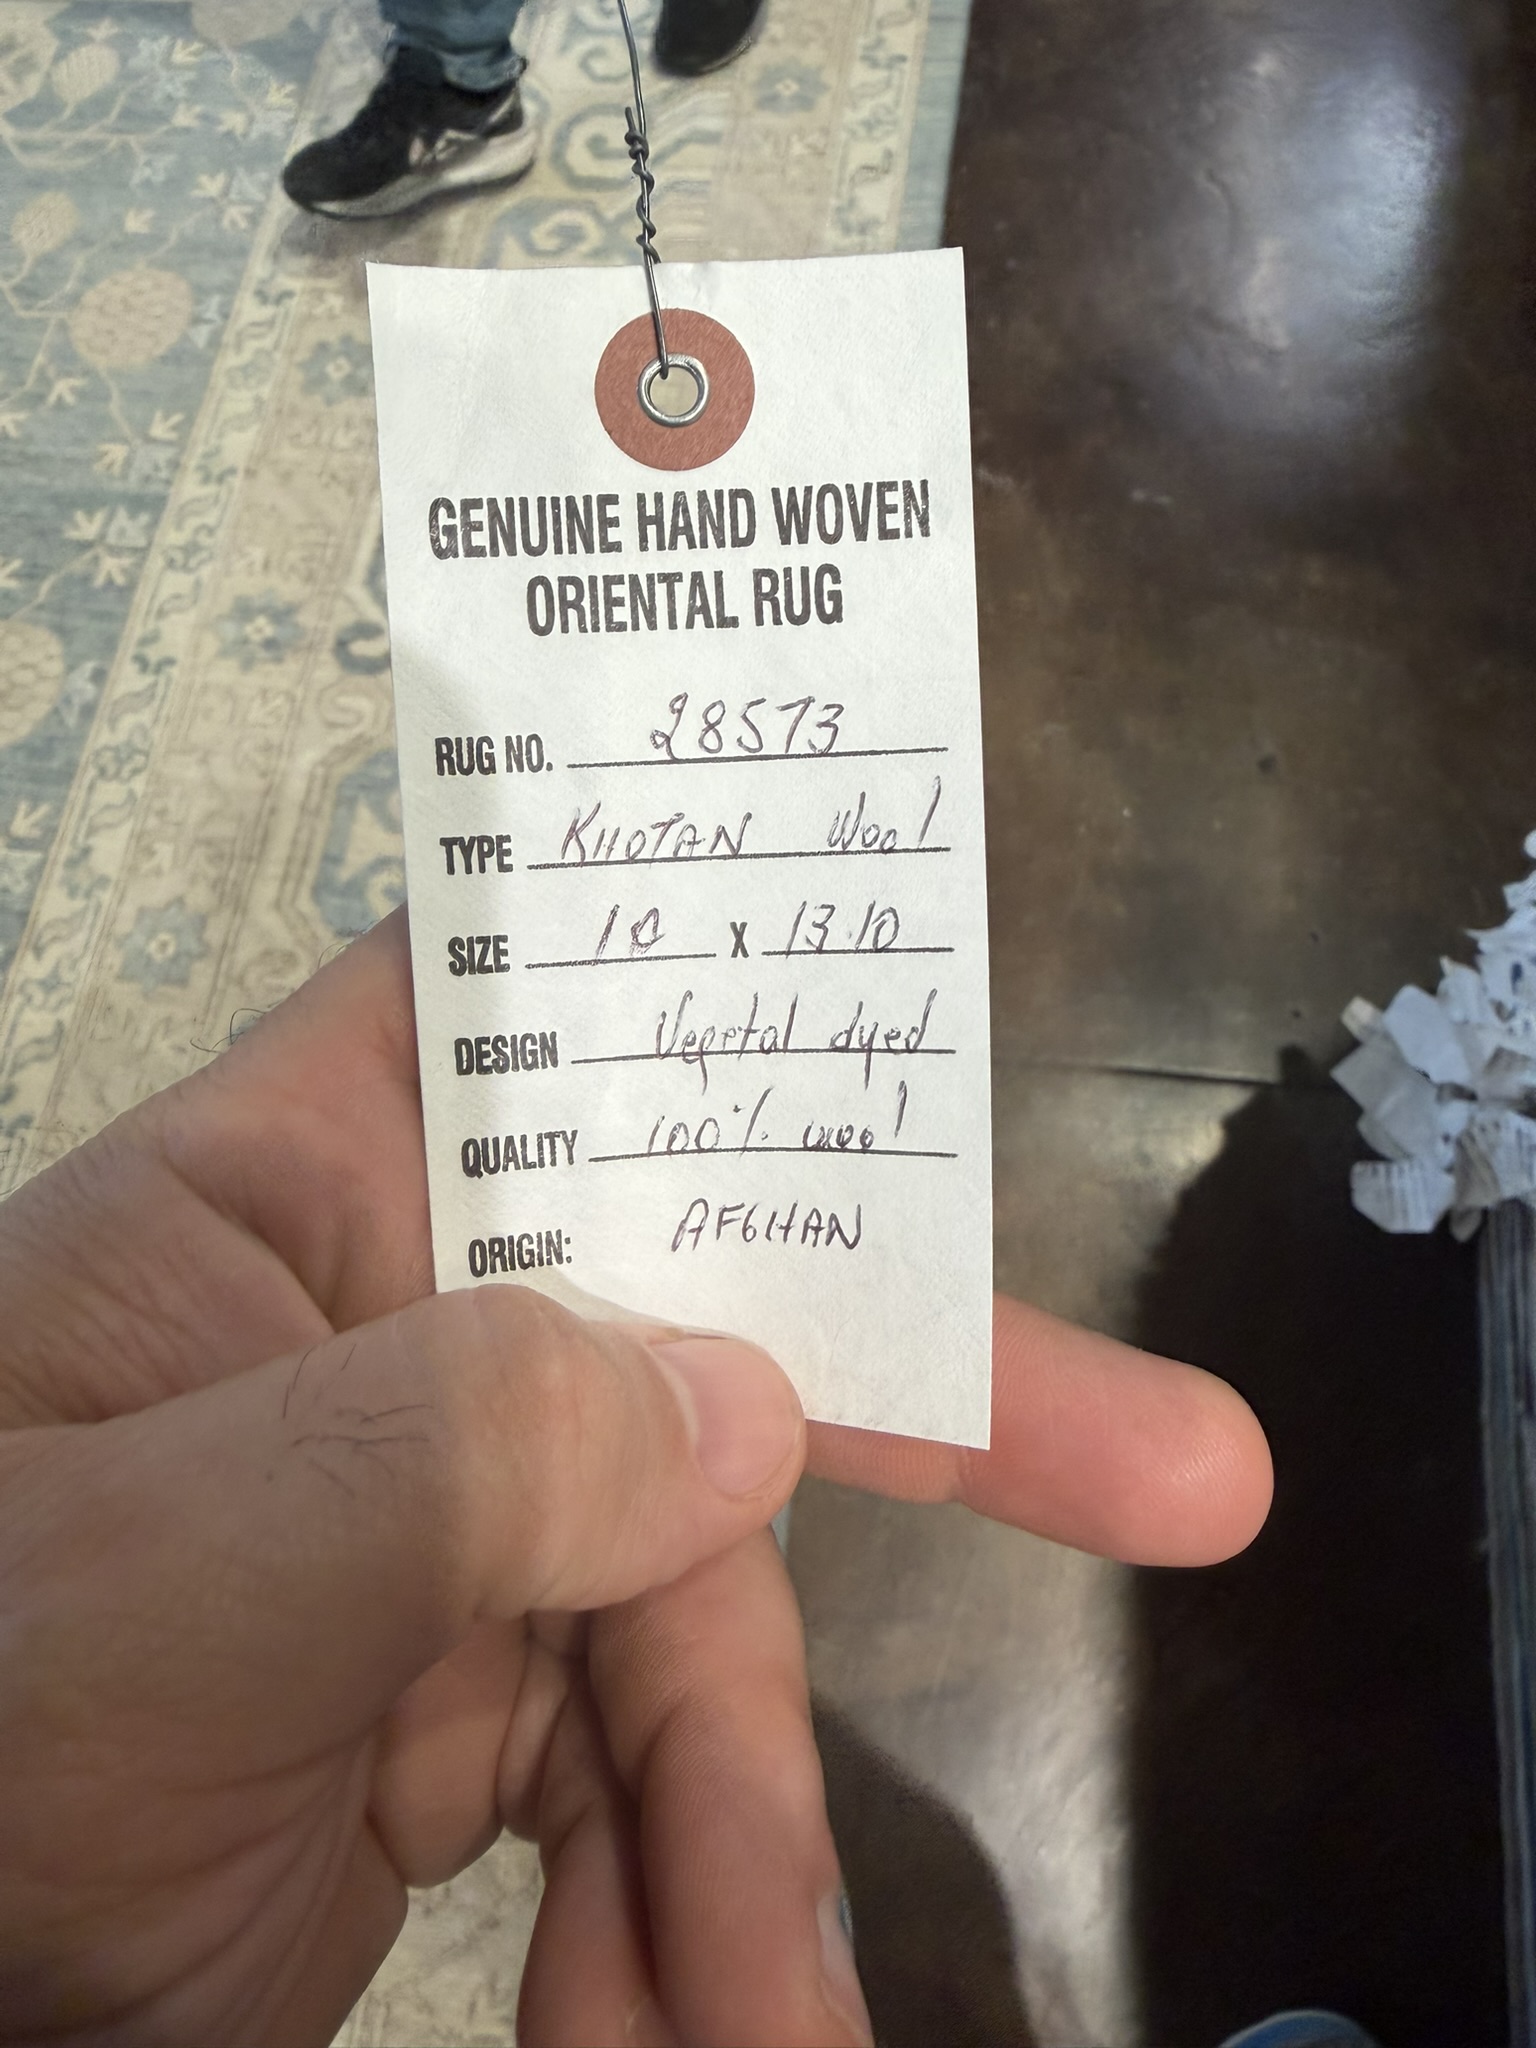 GENUINE HAND WOVEN
ORIENTAL RUG
RUG NO. 28573
TYPE KHOTAN Wool
SIZE 10 X 13.10
DESIGN Vegetal dyed
QUALITY 100% wool
ORIGIN: AFGHAN